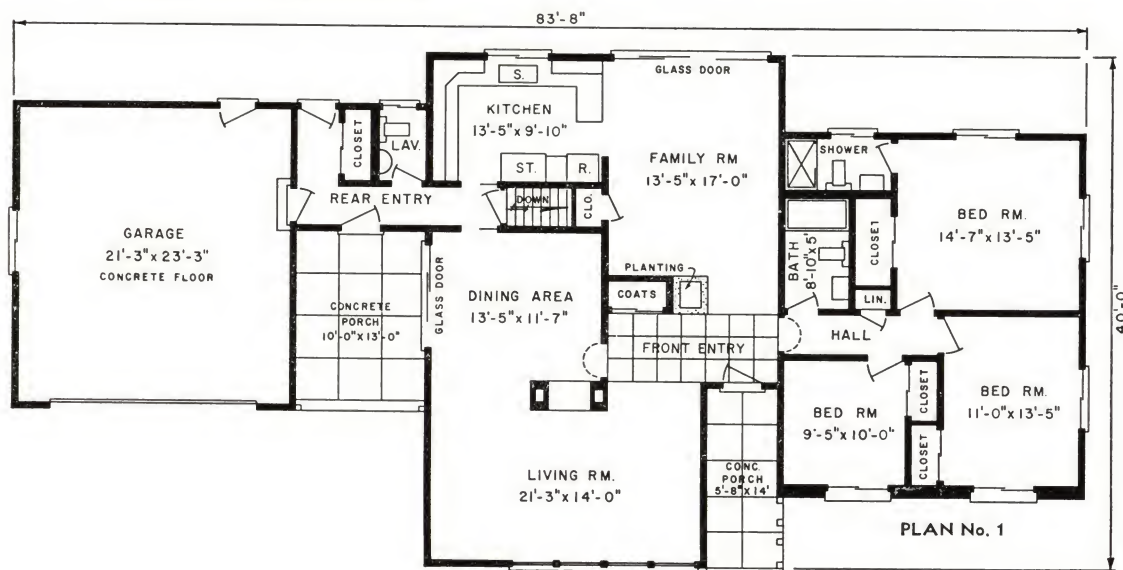 83'-8"
GLASS DOOR
S.
KITCHEN
13'-5" x 9'-10"
CLOSET
LAV.
ST.
R.
FAMILY RM
13'-5" x 17'-0"
SHOWER
REAR ENTRY
DOWN
CLO.
BED RM.
14'-7" x 13'-5"
GARAGE
21'-3" x 23'-3"
CONCRETE FLOOR
BATH
8'-10" x 5'
CLOSET
40'-0"
GLASS DOOR
CONCRETE
PORCH
10'-0" x 13'-0"
DINING AREA
13'-5" x 11'-7"
PLANTING
COATS
LIN.
HALL
FRONT ENTRY
BED RM
9'-5" x 10'-0"
CLOSET
CLOSET
BED RM.
11'-0" x 13'-5"
LIVING RM.
21'-3" x 14'-0"
CONC.
PORCH
5'-8" x 14'
PLAN No. 1